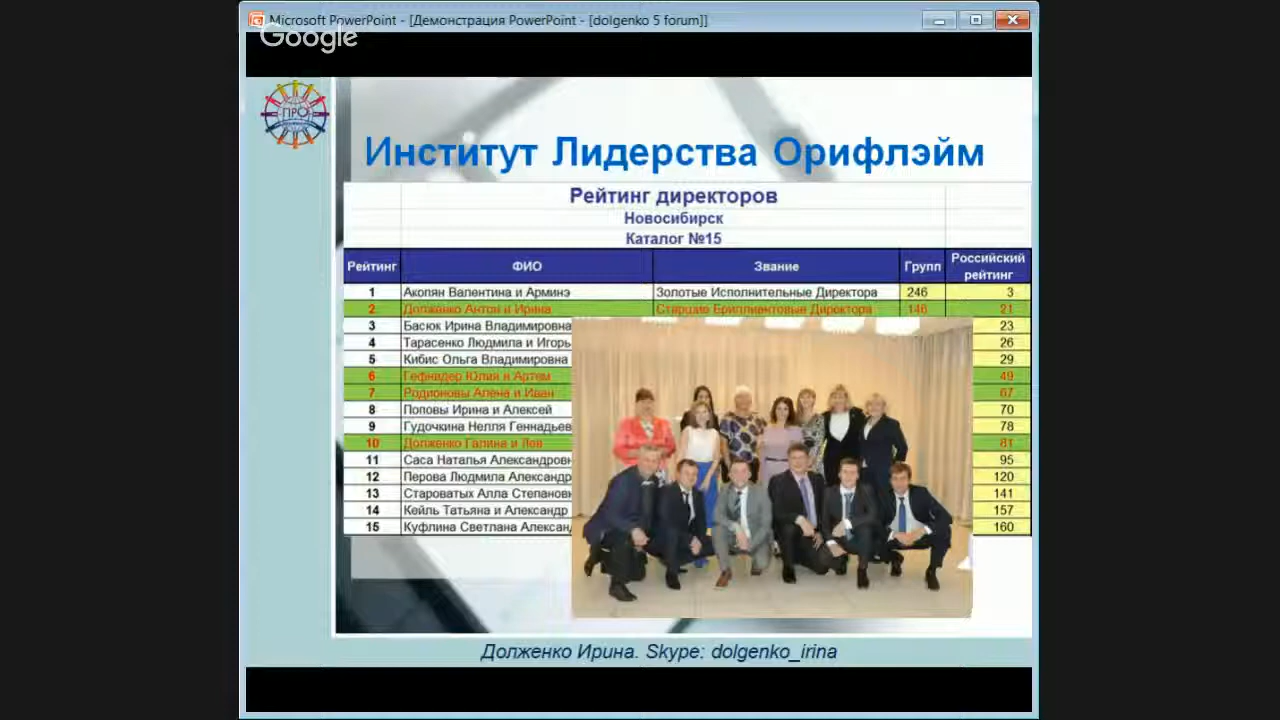 Microsoft PowerPoint - [Демонстрация PowerPoint - [dolgenko 5 forum]]
Google
ПРО
Институт Лидерства Орифлэйм
Рейтинг директоров
Новосибирск
Каталог №15
Рейтинг ФИО Звание Групп Российский рейтинг
1 Акопян Валентина и Арминэ Золотые Исполнительные Директора 246 3
2 Долженко Антон и Ирина Старшие Бриллиантовые Директора 146 21
3 Басюк Ирина Владимировна 23
4 Тарасенко Людмила и Игорь 26
5 Кибис Ольга Владимировна 29
6 Гефнидер Юлия и Артем 49
7 Родионовы Алена и Иван 67
8 Поповы Ирина и Алексей 70
9 Гудочкина Нелля Геннадьев 78
10 Долженко Галина и Лев 81
11 Саса Наталья Александровн 95
12 Перова Людмила Александр 120
13 Староватых Алла Степановн 141
14 Кейль Татьяна и Александр 157
15 Куфлина Светлана Алексан 160
Долженко Ирина. Skype: dolgenko_irina